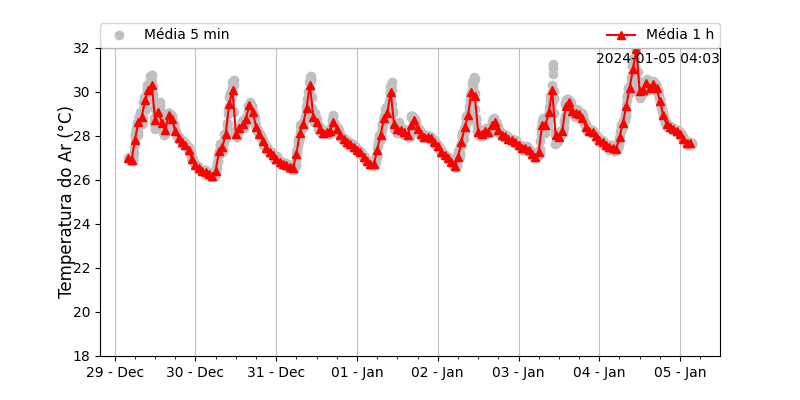 Média 5 min
Média 1 h
2024-01-05 04:03
Temperatura do Ar (°C)
32
30
28
26
24
22
20
18
29 - Dec
30 - Dec
31 - Dec
01 - Jan
02 - Jan
03 - Jan
04 - Jan
05 - Jan